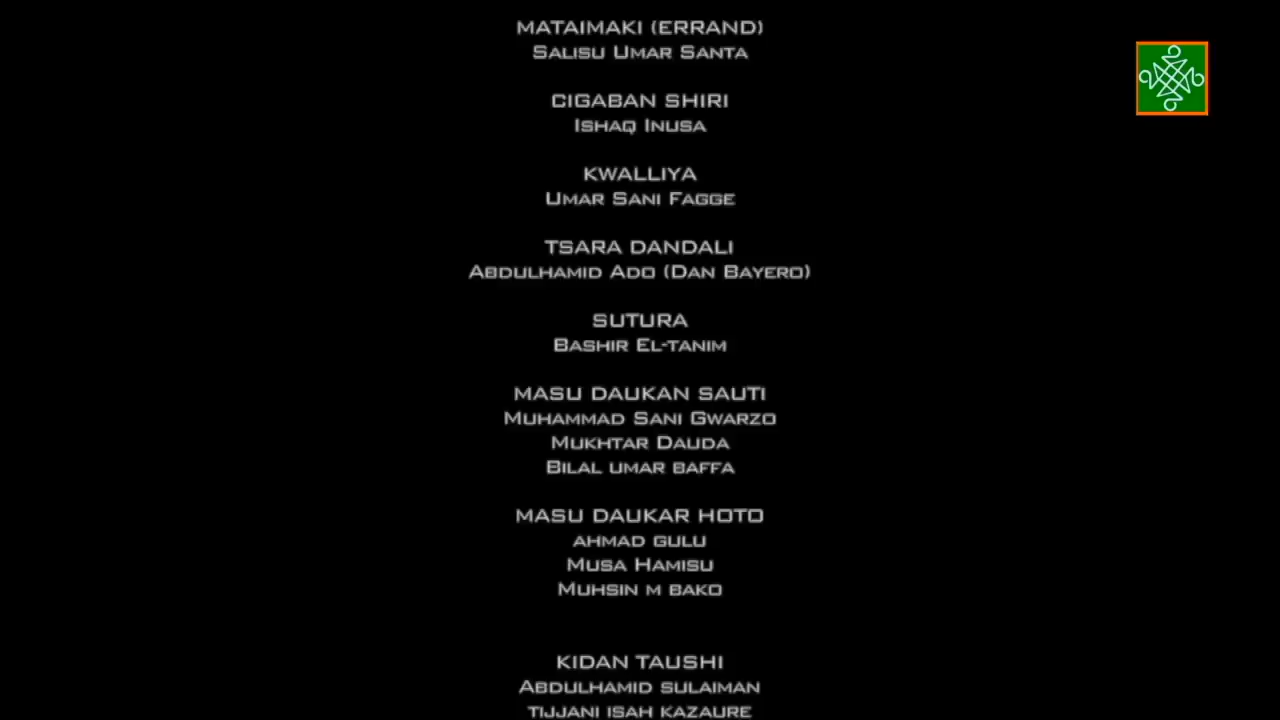 MATAIMAKI (ERRAND)
Salisu Umar Santa
CIGABAN SHIRI
Ishaq Inusa
KWALLIYA
Umar Sani Fagge
TSARA DANDALI
Abdulhamid Ado (Dan Bayero)
SUTURA
Bashir El-tanim
MASU DAUKAN SAUTI
Muhammad Sani Gwarzo
Mukhtar Dauda
Bilal umar baffa
MASU DAUKAR HOTO
ahmad gulu
Musa Hamisu
Muhsin m bako
KIDAN TAUSHI
Abdulhamid sulaiman
tijjani isah kazaure